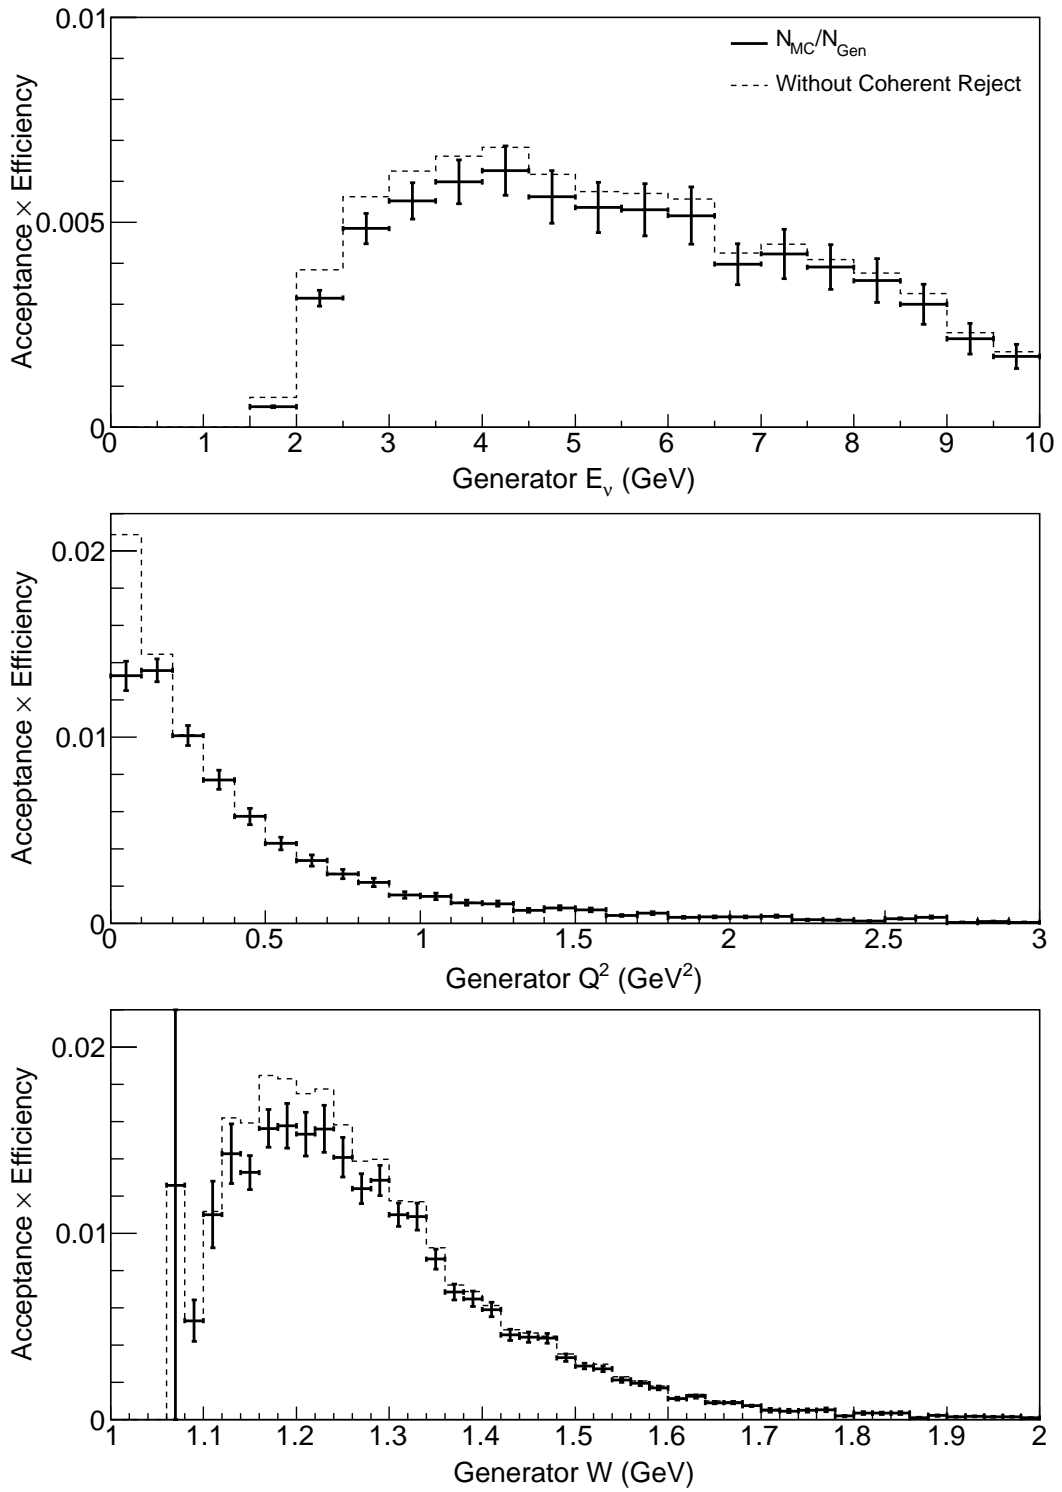 0.01
N_MC/N_Gen
Without Coherent Reject
0.005
0
Acceptance × Efficiency
0 1 2 3 4 5 6 7 8 9 10
Generator E_ν (GeV)
0.02
0.01
0
Acceptance × Efficiency
0 0.5 1 1.5 2 2.5 3
Generator Q² (GeV²)
0.02
0.01
0
Acceptance × Efficiency
1 1.1 1.2 1.3 1.4 1.5 1.6 1.7 1.8 1.9 2
Generator W (GeV)